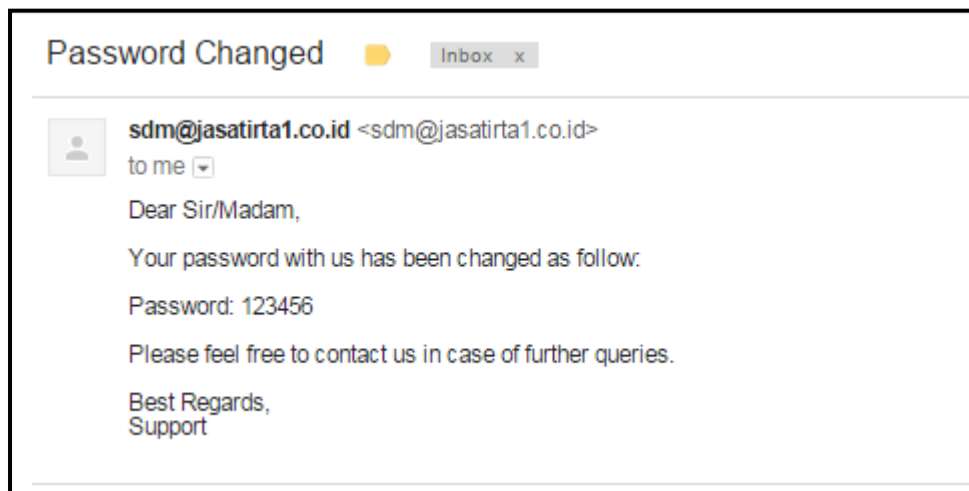 Password Changed Inbox x
sdm@jasatirta1.co.id <sdm@jasatirta1.co.id>
to me
Dear Sir/Madam,
Your password with us has been changed as follow:
Password: 123456
Please feel free to contact us in case of further queries.
Best Regards,
Support